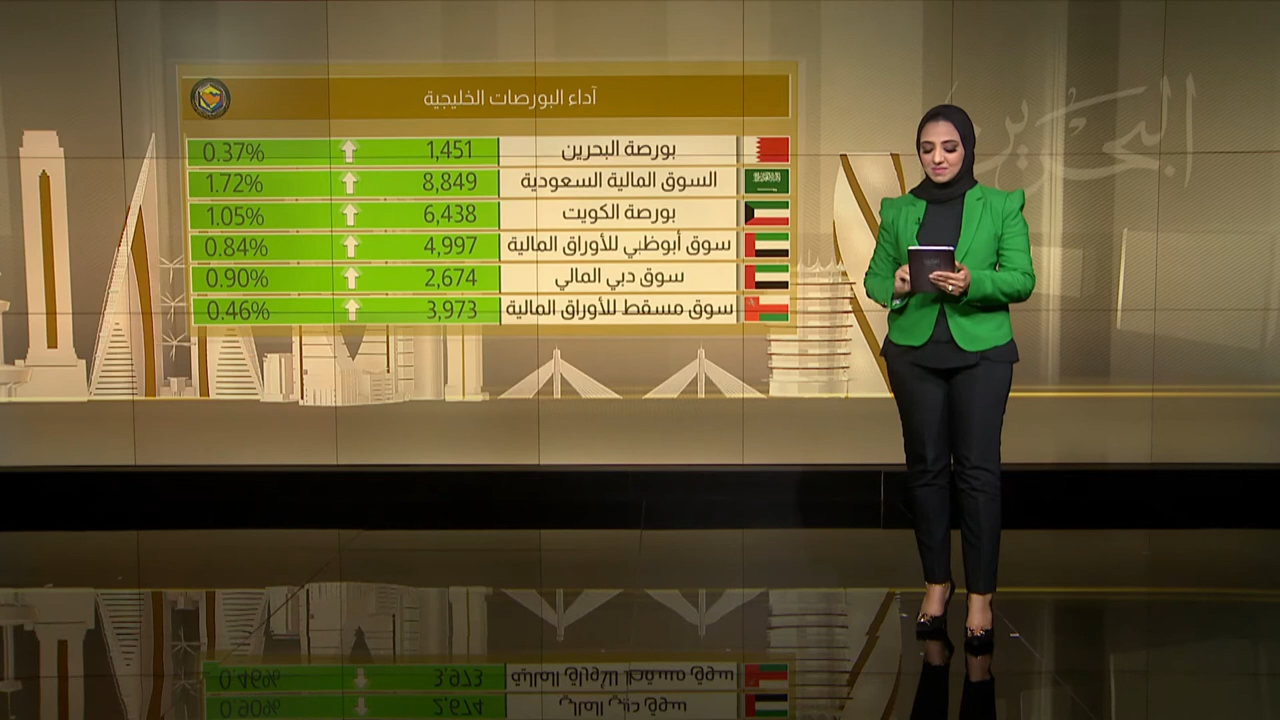 البحرين
آداء البورصات الخليجية
بورصة البحرين 1,451 0.37%
السوق المالية السعودية 8,849 1.72%
بورصة الكويت 6,438 1.05%
سوق أبوظبي للأوراق المالية 4,997 0.84%
سوق دبي المالي 2,674 0.90%
سوق مسقط للأوراق المالية 3,973 0.46%